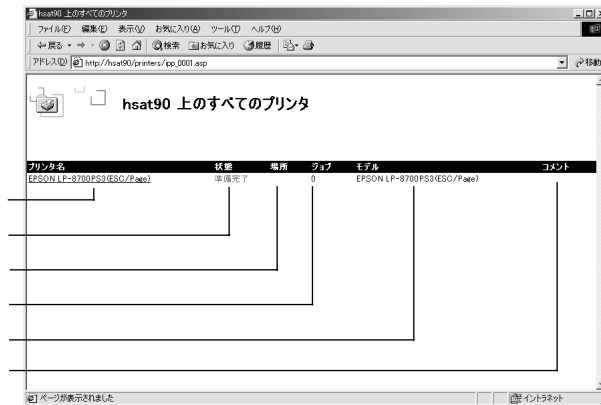 hsat90 上のすべてのプリンタ
ファイル(F) 編集(E) 表示(V) お気に入り(A) ツール(T) ヘルプ(H)
戻る 検索 お気に入り 履歴
アドレス(D) http://hsat90/printers/ipp_0001.asp 移動
hsat90 上のすべてのプリンタ
プリンタ名 状態 場所 ジョブ モデル コメント
EPSON LP-8700PS3(ESC/Page) 準備完了 0 EPSON LP-8700PS3(ESC/Page)
ページが表示されました イントラネット